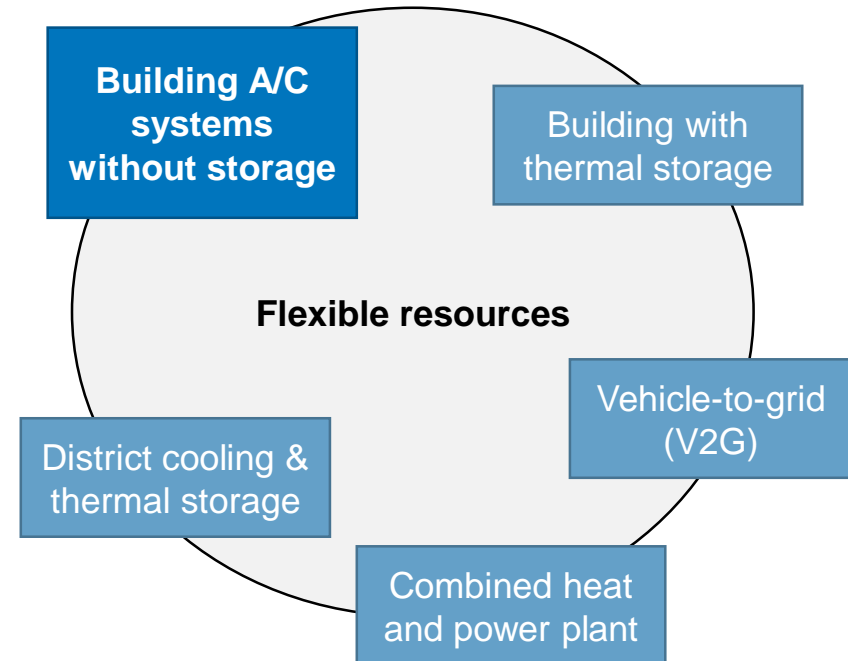 Building A/C
systems
without storage
Building with
thermal storage
Flexible resources
Vehicle-to-grid
(V2G)
District cooling &
thermal storage
Combined heat
and power plant